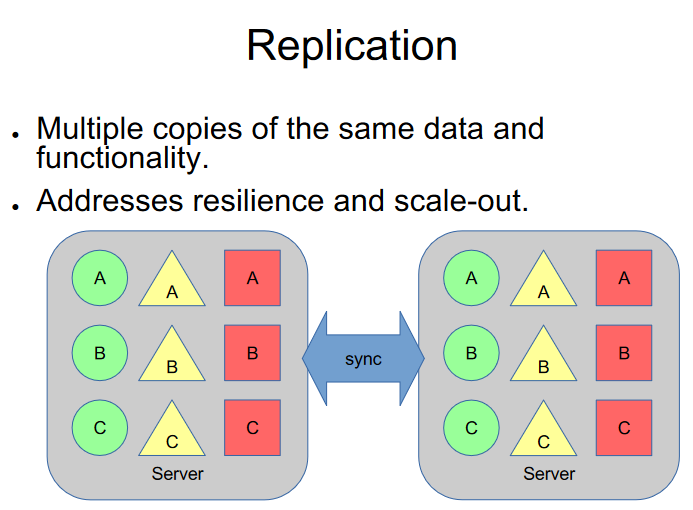 Replication
● Multiple copies of the same data and
functionality.
● Addresses resilience and scale-out.
A A A
B B B
C C C
Server
sync
A A A
B B B
C C C
Server